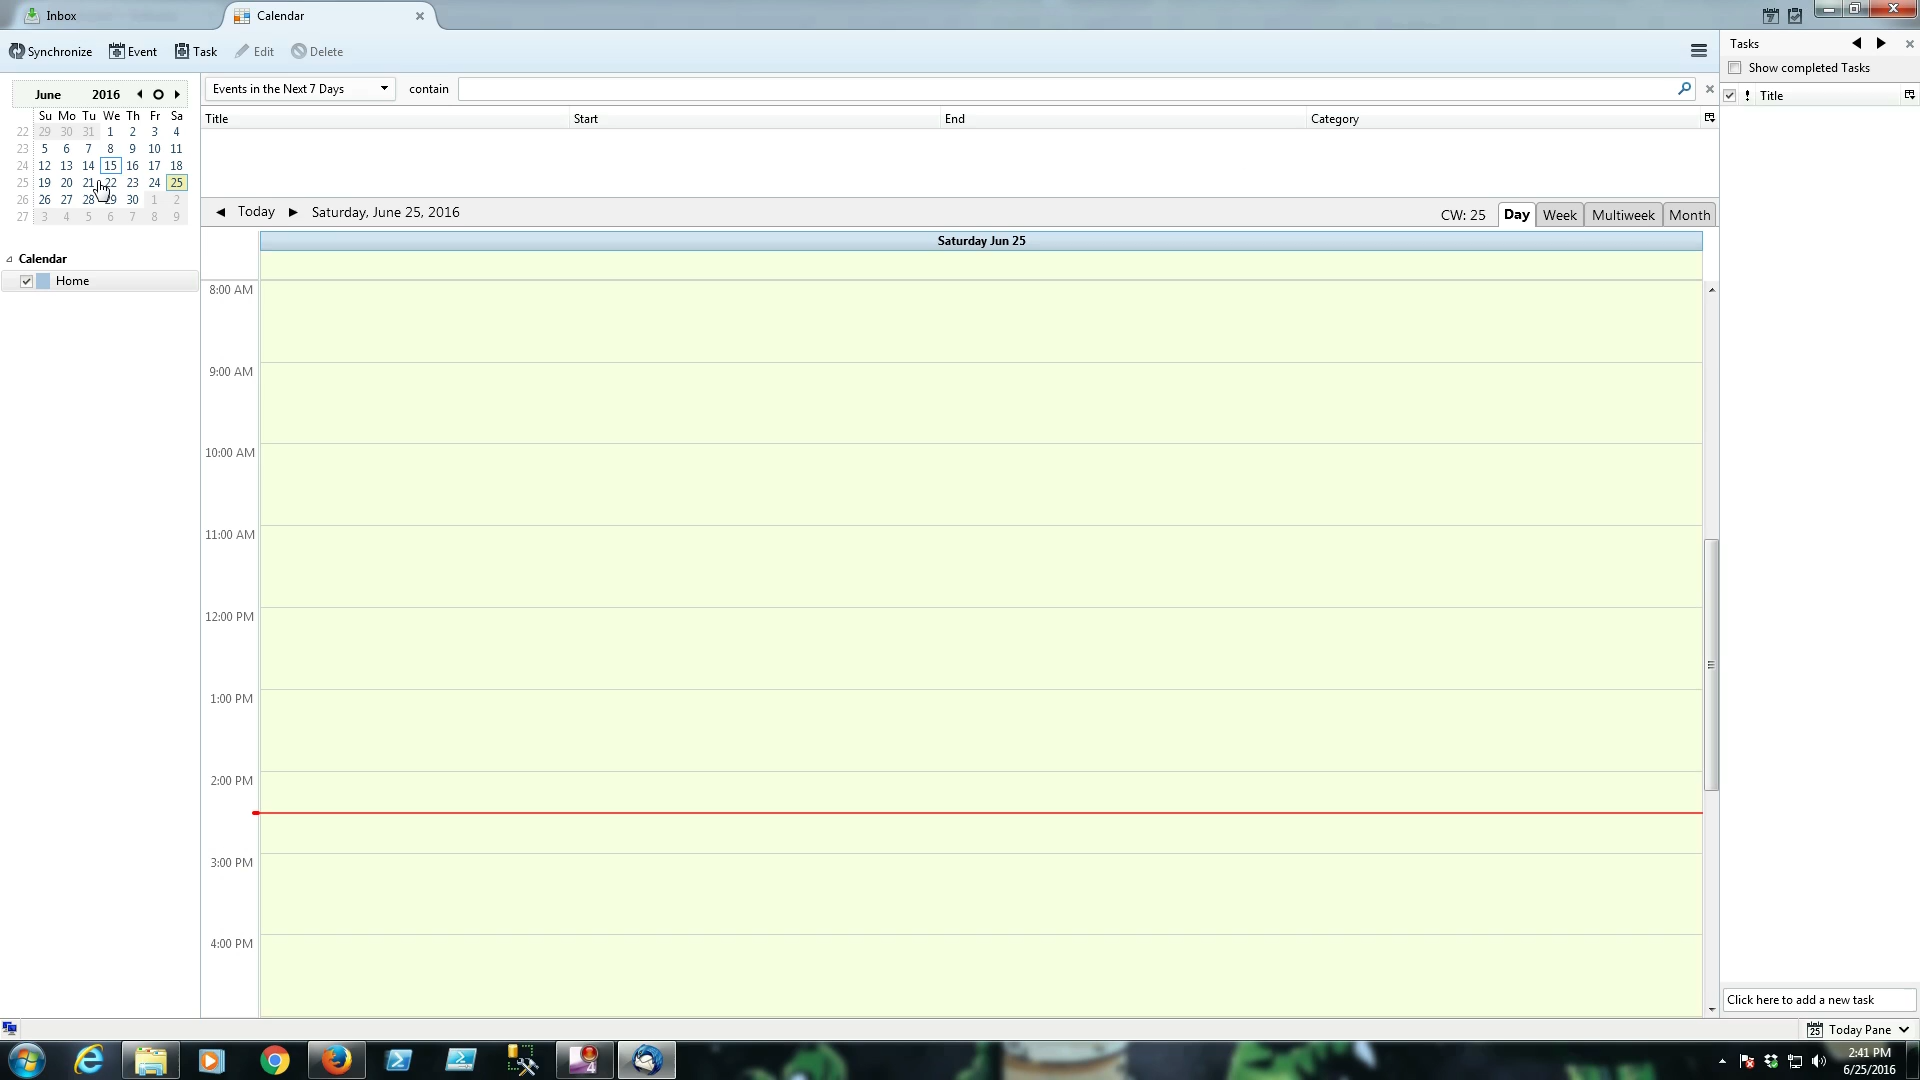 Inbox
Calendar
Synchronize Event Task Edit Delete
June 2016
Su Mo Tu We Th Fr Sa
22 29 30 31 1 2 3 4
23 5 6 7 8 9 10 11
24 12 13 14 15 16 17 18
25 19 20 21 22 23 24 25
26 26 27 28 29 30 1 2
27 3 4 5 6 7 8 9
Calendar
Home
Events in the Next 7 Days contain
Title Start End Category
Today Saturday, June 25, 2016 CW: 25 Day Week Multiweek Month
Saturday Jun 25
8:00 AM
9:00 AM
10:00 AM
11:00 AM
12:00 PM
1:00 PM
2:00 PM
3:00 PM
4:00 PM
7
Tasks
Show completed Tasks
! Title
Click here to add a new task
25 Today Pane
4
2:41 PM
6/25/2016